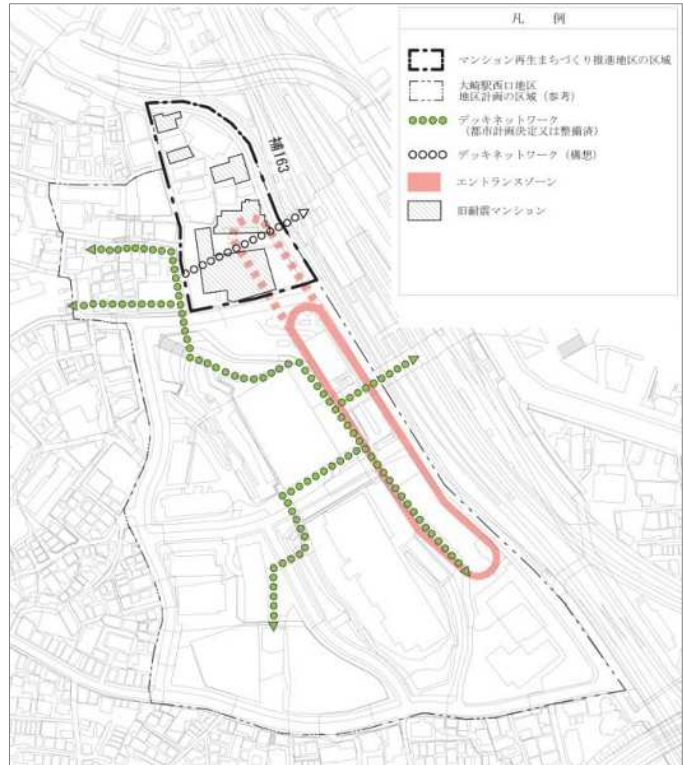 凡 例
マンション再生まちづくり推進地区の区域
大崎駅西口地区
地区計画の区域（参考）
デッキネットワーク
（都市計画決定又は整備済）
デッキネットワーク（構想）
エントランスゾーン
旧耐震マンション
補163